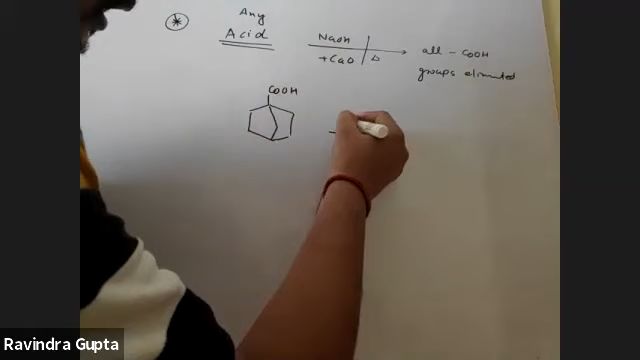 Any
Acid
NaOH
+CaO Δ
all - COOH
groups eliminated
COOH
Ravindra Gupta